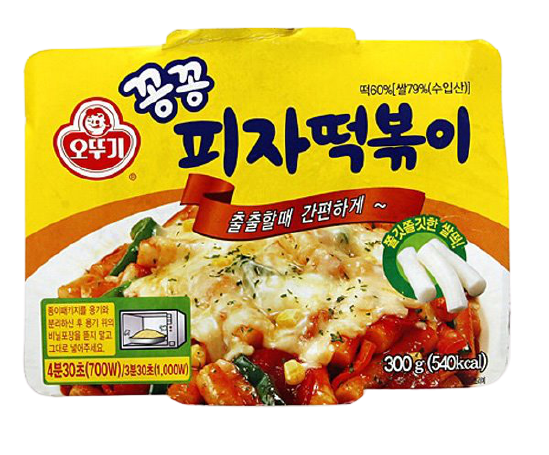 꽁꽁
떡60%[쌀79%(수입산)]
오뚜기
®
피자떡볶이
출출할때 간편하게 ~
쫄깃쫄깃한 쌀떡!
종이패키지를 용기와
분리하신 후 용기 위의
비닐포장을 뜯지 말고
그대로 넣어주세요.
4분30초(700W)/3분30초(1,000W)
300g (540kcal)